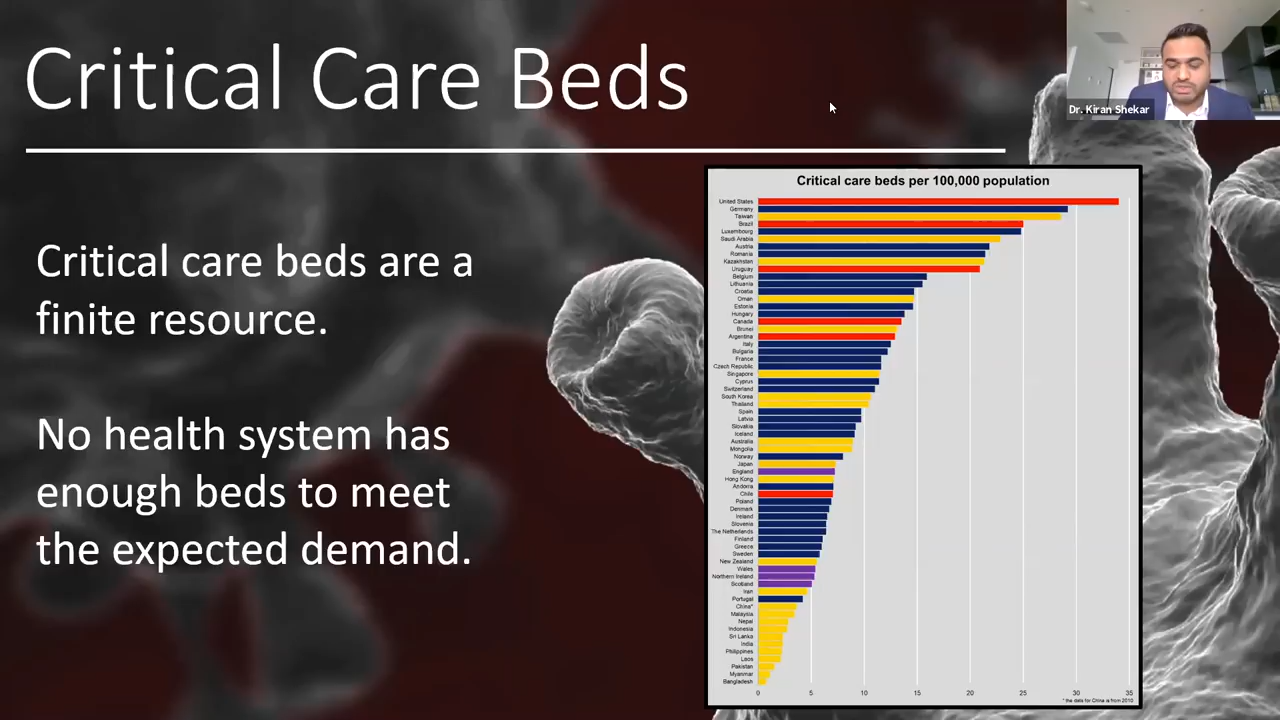 Critical Care Beds
Dr. Kiran Shekar
Critical care beds are a
finite resource.
No health system has
enough beds to meet
the expected demand.
Critical care beds per 100,000 population
United States
Germany
Taiwan
Brazil
Luxembourg
Saudi Arabia
Austria
Romania
Kazakhstan
Uruguay
Belgium
Lithuania
Croatia
Oman
Estonia
Hungary
Canada
Brunei
Argentina
Italy
Bulgaria
France
Czech Republic
Singapore
Cyprus
Switzerland
South Korea
Thailand
Spain
Latvia
Slovakia
Iceland
Australia
Mongolia
Norway
Japan
England
Hong Kong
Andorra
Chile
Poland
Denmark
Ireland
Slovenia
The Netherlands
Finland
Greece
Sweden
New Zealand
Wales
Northern Ireland
Scotland
Iran
Portugal
China*
Malaysia
Nepal
Indonesia
Sri Lanka
India
Philippines
Laos
Pakistan
Myanmar
Bangladesh
0 5 10 15 20 25 30 35
* the data for China is from 2010